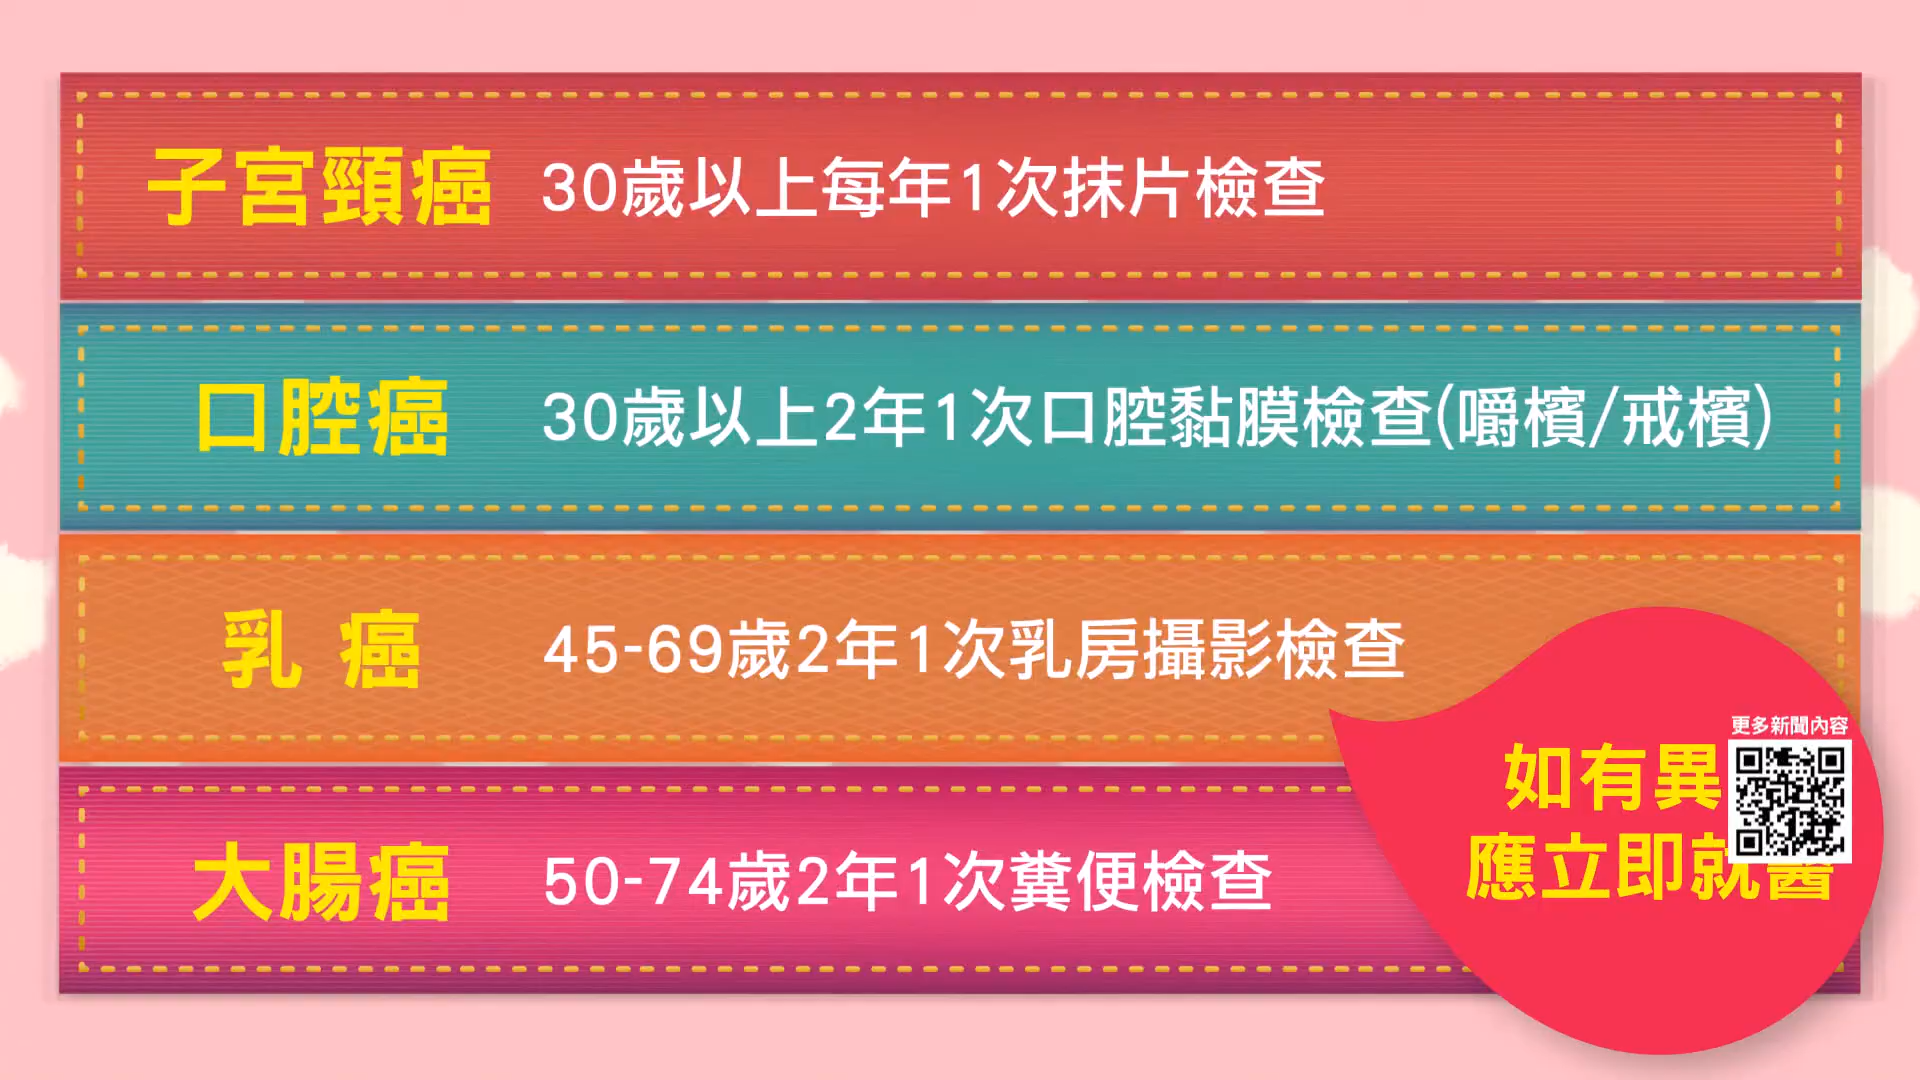 子宮頸癌 30歲以上每年1次抹片檢查
口腔癌 30歲以上2年1次口腔黏膜檢查(嚼檳/戒檳)
乳 癌 45-69歲2年1次乳房攝影檢查
大腸癌 50-74歲2年1次糞便檢查
更多新聞內容
如有異
應立即就醫